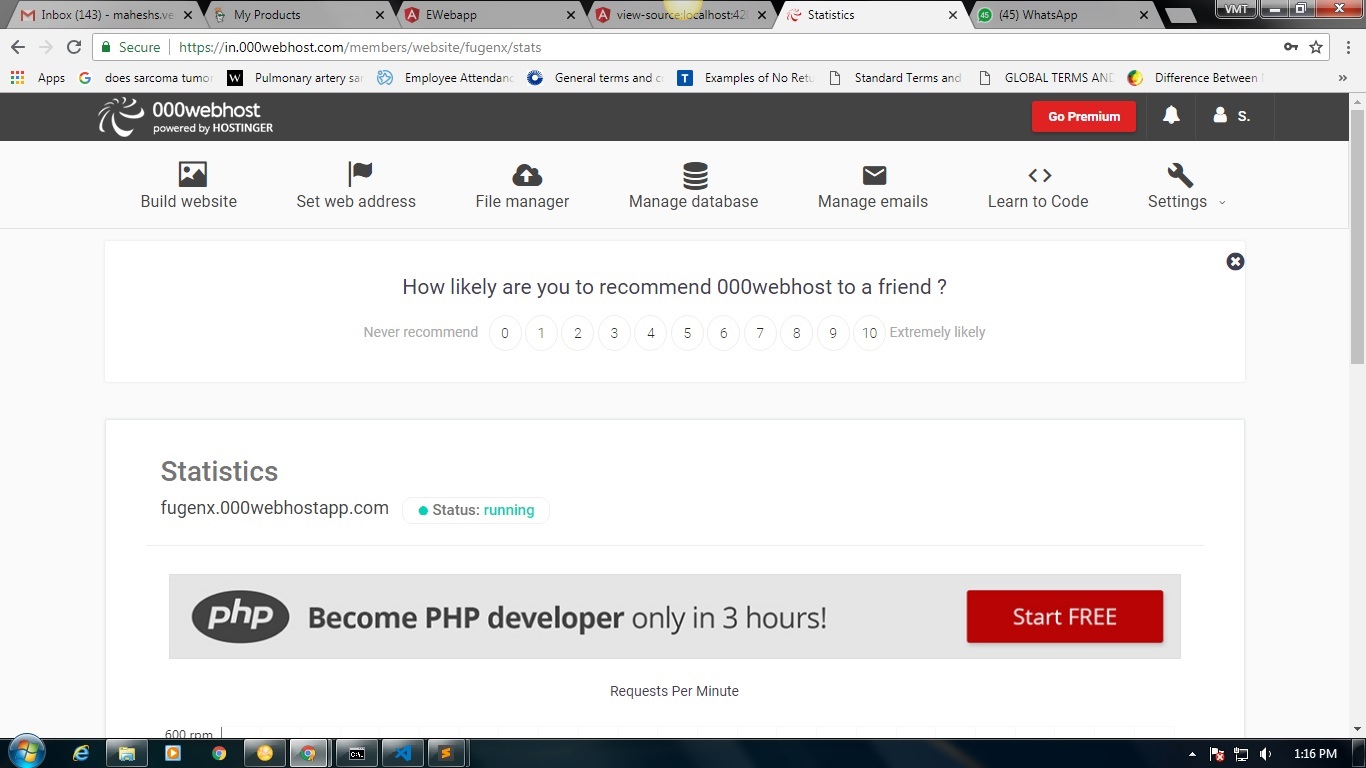 Inbox (143) - maheshs.ve
My Products
EWebapp
view-source:localhost:420
Statistics
(45) WhatsApp
VMT
Secure
https://in.000webhost.com/members/website/fugenx/stats
Apps
does sarcoma tumor
W
Pulmonary artery sar
Employee Attendanc
General terms and co
T
Examples of No Retu
Standard Terms and
GLOBAL TERMS AND
Difference Between
»
000webhost
powered by HOSTINGER
Go Premium
S.
Build website
Set web address
File manager
Manage database
Manage emails
Learn to Code
Settings
How likely are you to recommend 000webhost to a friend ?
Never recommend 0 1 2 3 4 5 6 7 8 9 10 Extremely likely
Statistics
fugenx.000webhostapp.com
Status: running
php
Become PHP developer only in 3 hours!
Start FREE
Requests Per Minute
600 rpm
1:16 PM